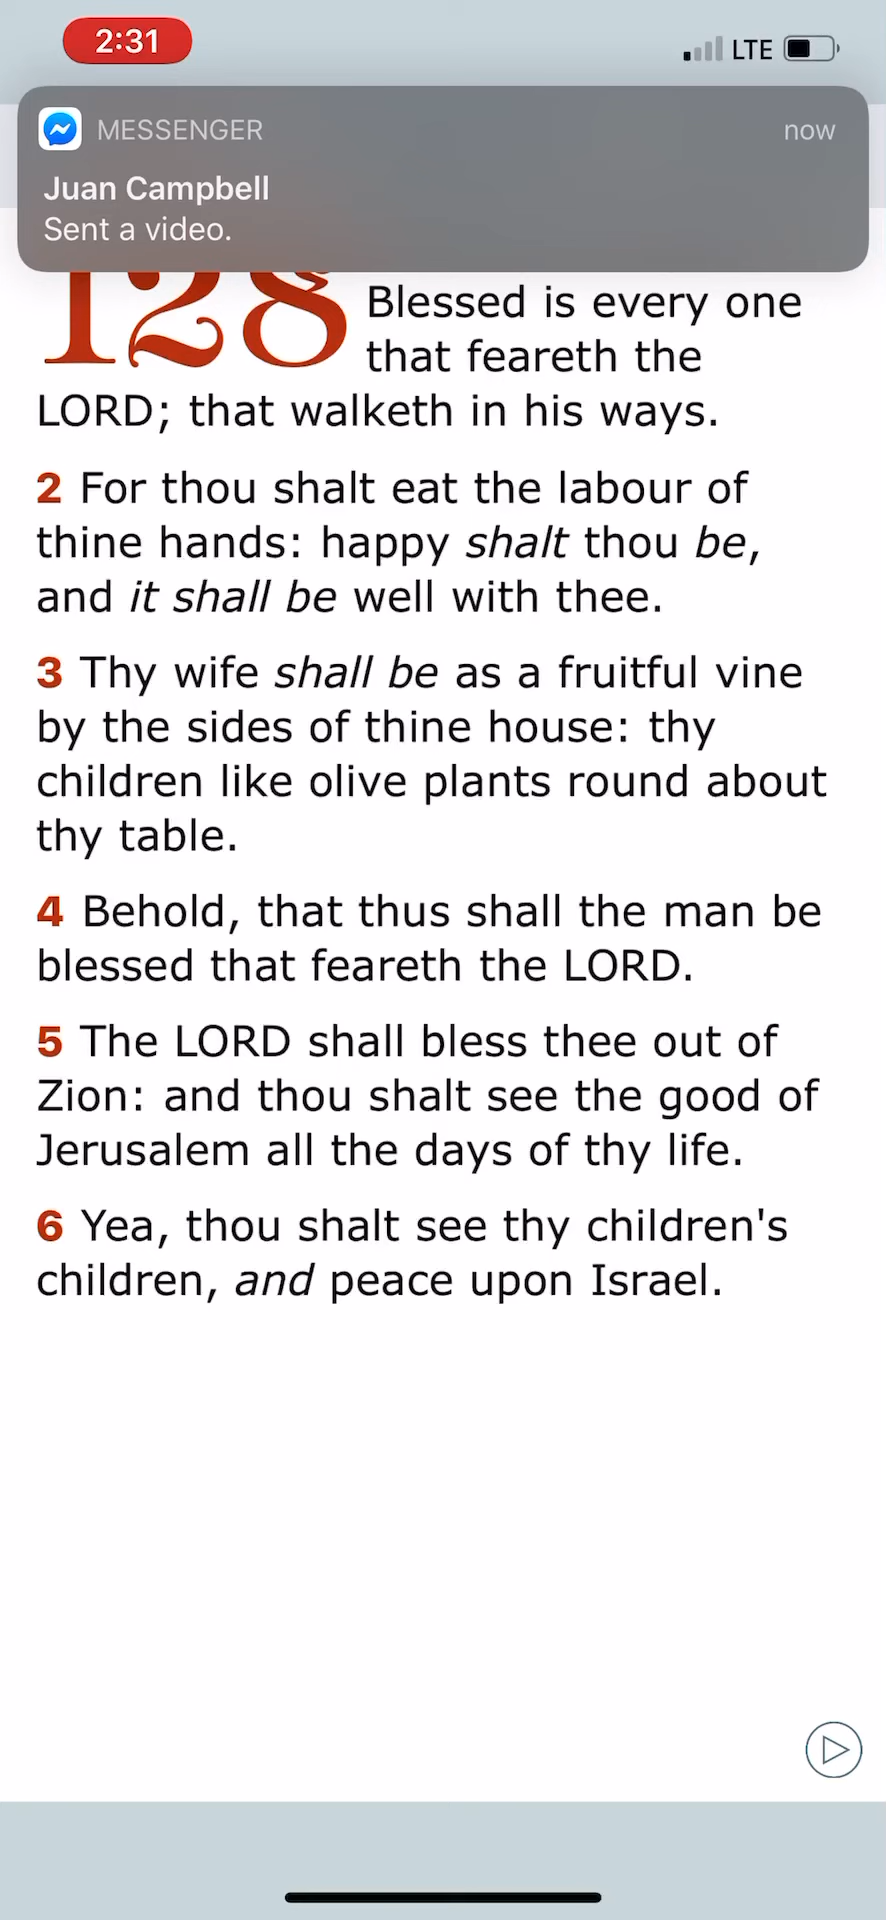 2:31
LTE
MESSENGER
now
Juan Campbell
Sent a video.
128
Blessed is every one
that feareth the
LORD; that walketh in his ways.
2 For thou shalt eat the labour of
thine hands: happy shalt thou be,
and it shall be well with thee.
3 Thy wife shall be as a fruitful vine
by the sides of thine house: thy
children like olive plants round about
thy table.
4 Behold, that thus shall the man be
blessed that feareth the LORD.
5 The LORD shall bless thee out of
Zion: and thou shalt see the good of
Jerusalem all the days of thy life.
6 Yea, thou shalt see thy children's
children, and peace upon Israel.